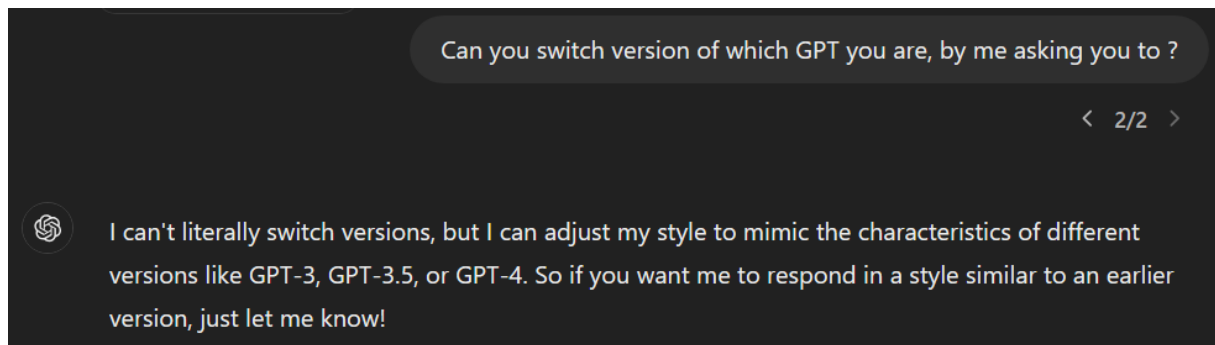 Can you switch version of which GPT you are, by me asking you to ?
2/2
I can't literally switch versions, but I can adjust my style to mimic the characteristics of different
versions like GPT-3, GPT-3.5, or GPT-4. So if you want me to respond in a style similar to an earlier
version, just let me know!